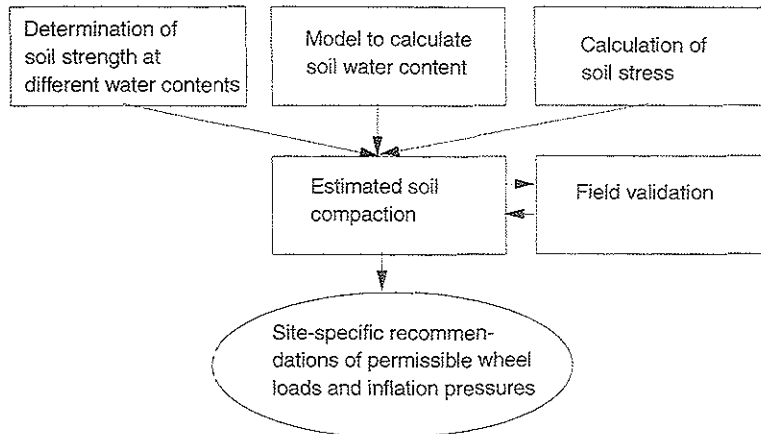 Determination of
soil strength at
different water contents
Model to calculate
soil water content
Calculation of
soil stress
Estimated soil
compaction
Field validation
Site-specific recommen-
dations of permissible wheel
loads and inflation pressures